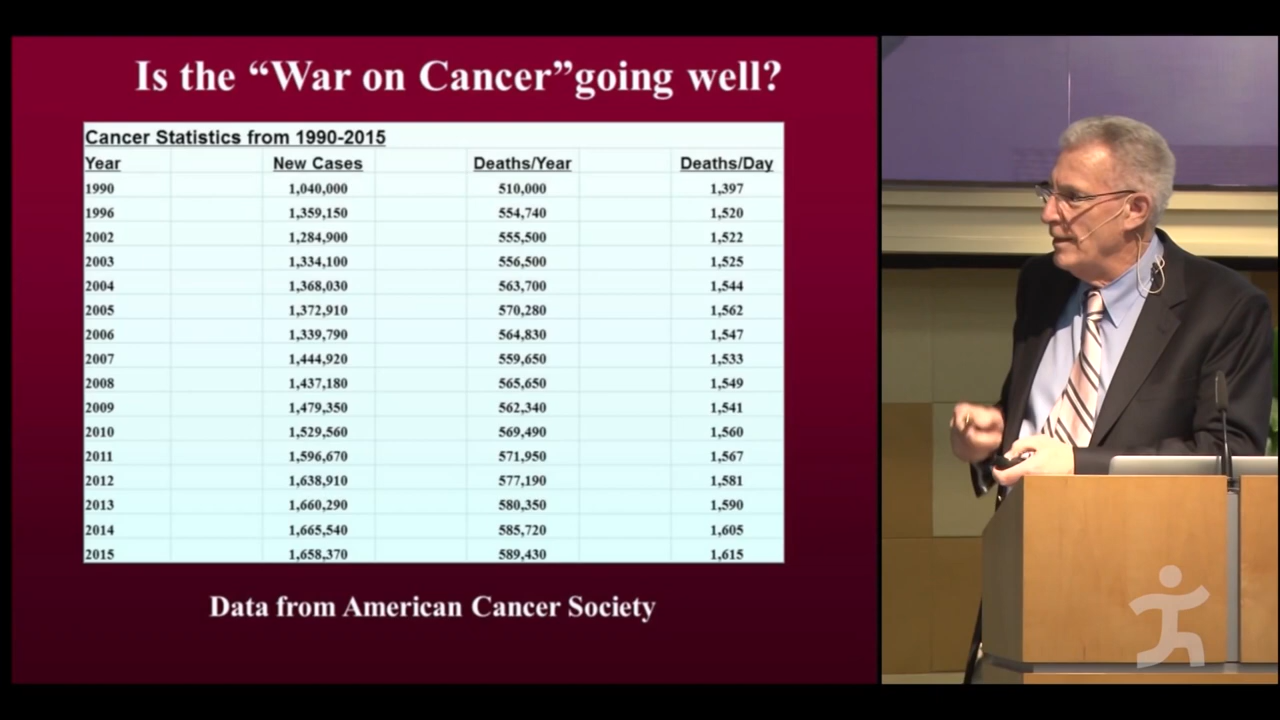 Is the “War on Cancer”going well?
Cancer Statistics from 1990-2015
Year New Cases Deaths/Year Deaths/Day
1990 1,040,000 510,000 1,397
1996 1,359,150 554,740 1,520
2002 1,284,900 555,500 1,522
2003 1,334,100 556,500 1,525
2004 1,368,030 563,700 1,544
2005 1,372,910 570,280 1,562
2006 1,339,790 564,830 1,547
2007 1,444,920 559,650 1,533
2008 1,437,180 565,650 1,549
2009 1,479,350 562,340 1,541
2010 1,529,560 569,490 1,560
2011 1,596,670 571,950 1,567
2012 1,638,910 577,190 1,581
2013 1,660,290 580,350 1,590
2014 1,665,540 585,720 1,605
2015 1,658,370 589,430 1,615
Data from American Cancer Society